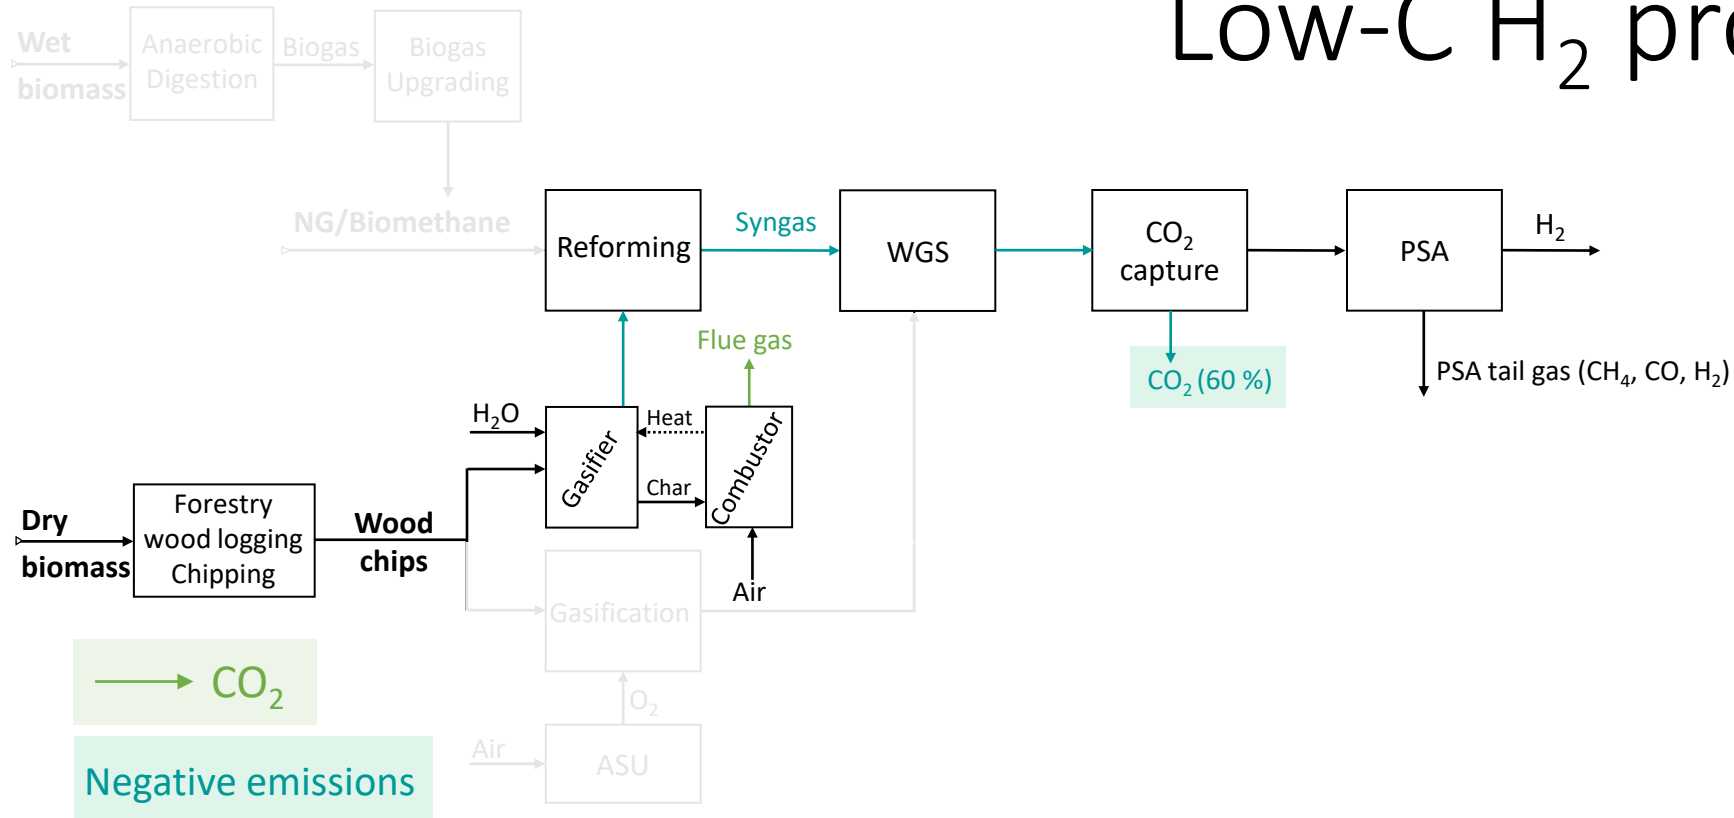 Low-C H₂ pro
Wet
biomass
Anaerobic
Digestion
Biogas
Biogas
Upgrading
NG/Biomethane
Reforming
Syngas
WGS
CO₂
capture
PSA
H₂
Flue gas
CO₂ (60 %)
PSA tail gas (CH₄, CO, H₂)
H₂O
Gasifier
Heat
Char
Combustor
Dry
biomass
Forestry
wood logging
Chipping
Wood
chips
Air
Gasification
CO₂
O₂
Air
ASU
Negative emissions